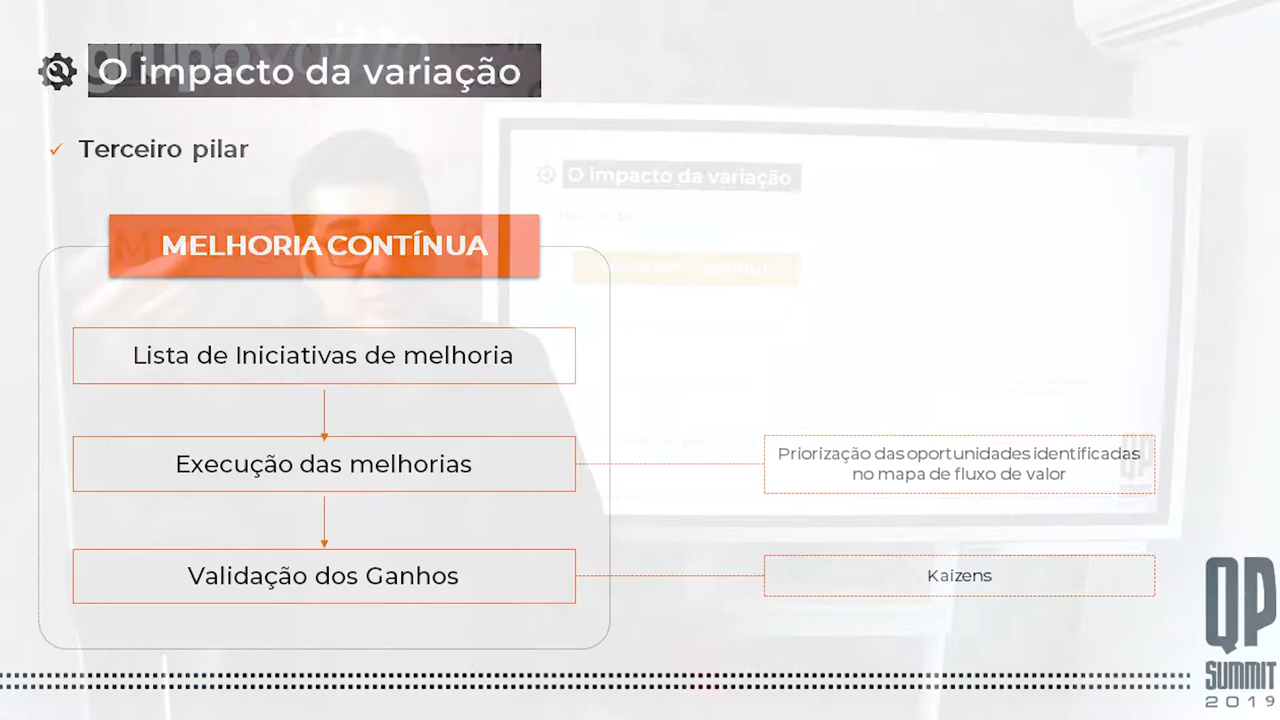 O impacto da variação
Terceiro pilar
MELHORIA CONTÍNUA
Lista de Iniciativas de melhoria
Execução das melhorias
Priorização das oportunidades identificadas
no mapa de fluxo de valor
Validação dos Ganhos
Kaizens
QP
SUMMIT
2019
O impacto da variação